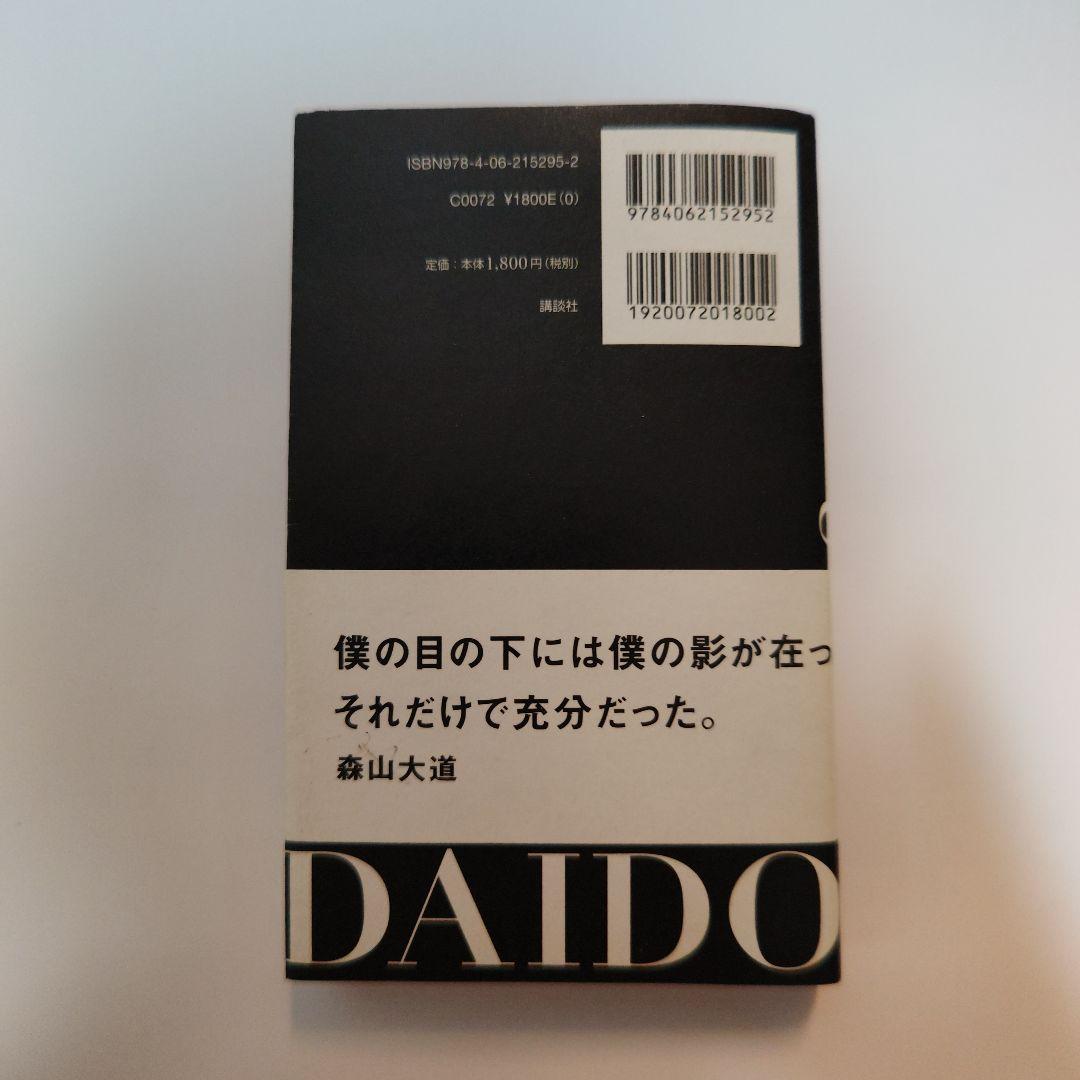 ISBN978-4-06-215295-2
C0072 ¥1800E(0)
定価：本体1,800円(税別)
講談社
9784062152952
1920072018002
僕の目の下には僕の影が在っ
それだけで充分だった。
森山大道
DAIDO